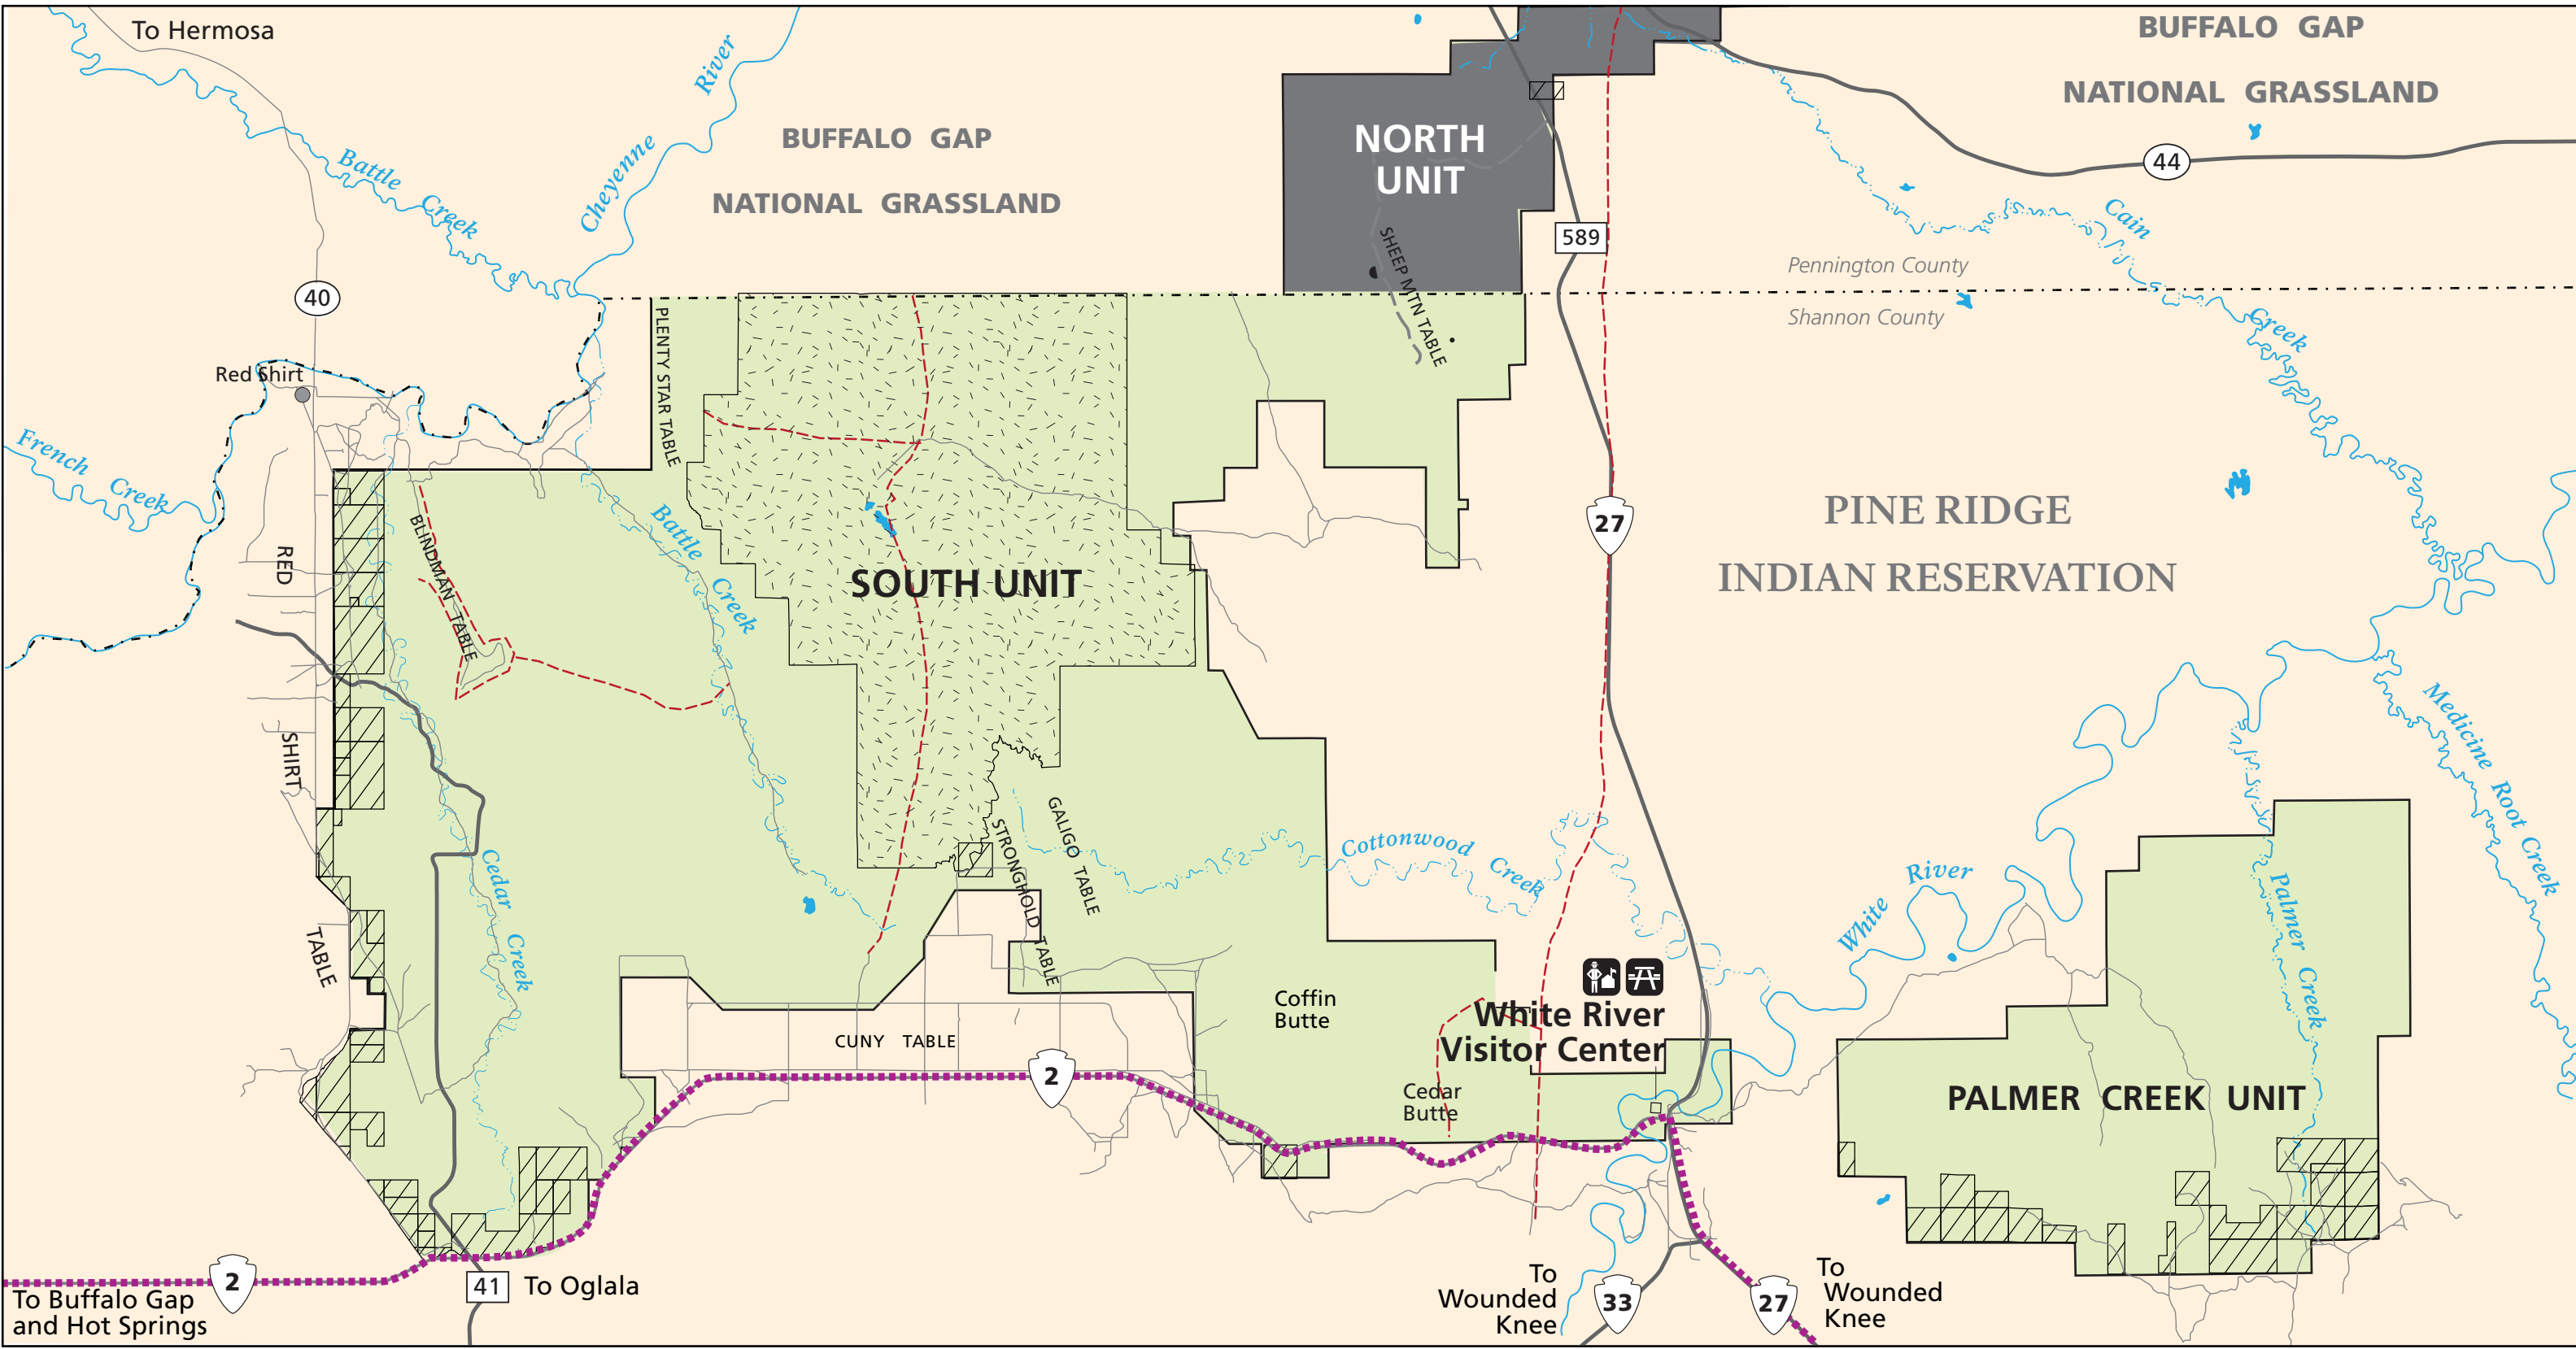 To Hermosa
BUFFALO GAP
NATIONAL GRASSLAND
River
Cheyenne
BUFFALO GAP
NATIONAL GRASSLAND
NORTH
UNIT
44
Battle
Creek
Cain
Creek
589
SHEEP MTN TABLE
Pennington County
Shannon County
40
Red Shirt
PLENTY STAR TABLE
French
Creek
27
PINE RIDGE
INDIAN RESERVATION
BLINDMAN TABLE
Battle
Creek
SOUTH UNIT
RED
SHIRT
TABLE
Medicine Root Creek
GALIGO TABLE
STRONGHOLD TABLE
Cottonwood Creek
Cedar
Creek
White
River
Palmer Creek
Coffin
Butte
White River
Visitor Center
CUNY TABLE
2
Cedar
Butte
PALMER CREEK UNIT
2
To Buffalo Gap
and Hot Springs
41
To Oglala
To
Wounded
Knee
33
27
To
Wounded
Knee